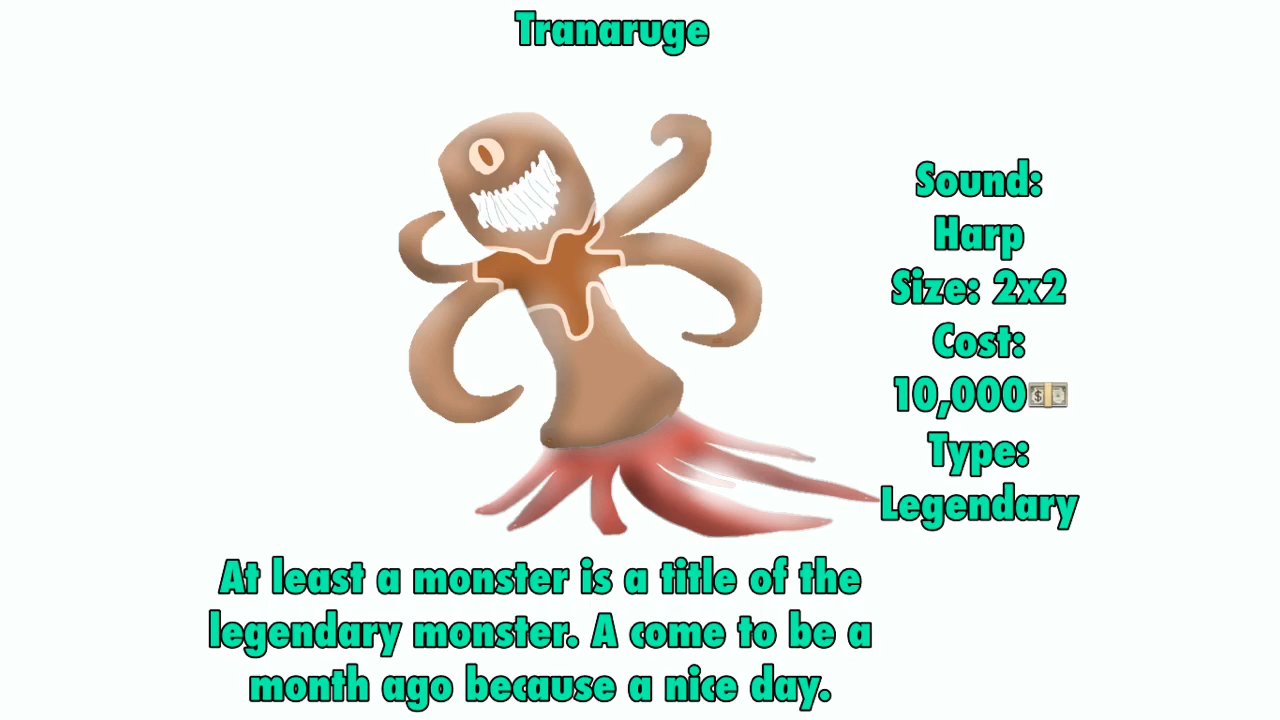 Tranaruge
Sound:
Harp
Size: 2x2
Cost:
10,000💵
Type:
Legendary
At least a monster is a title of the
legendary monster. A come to be a
month ago because a nice day.